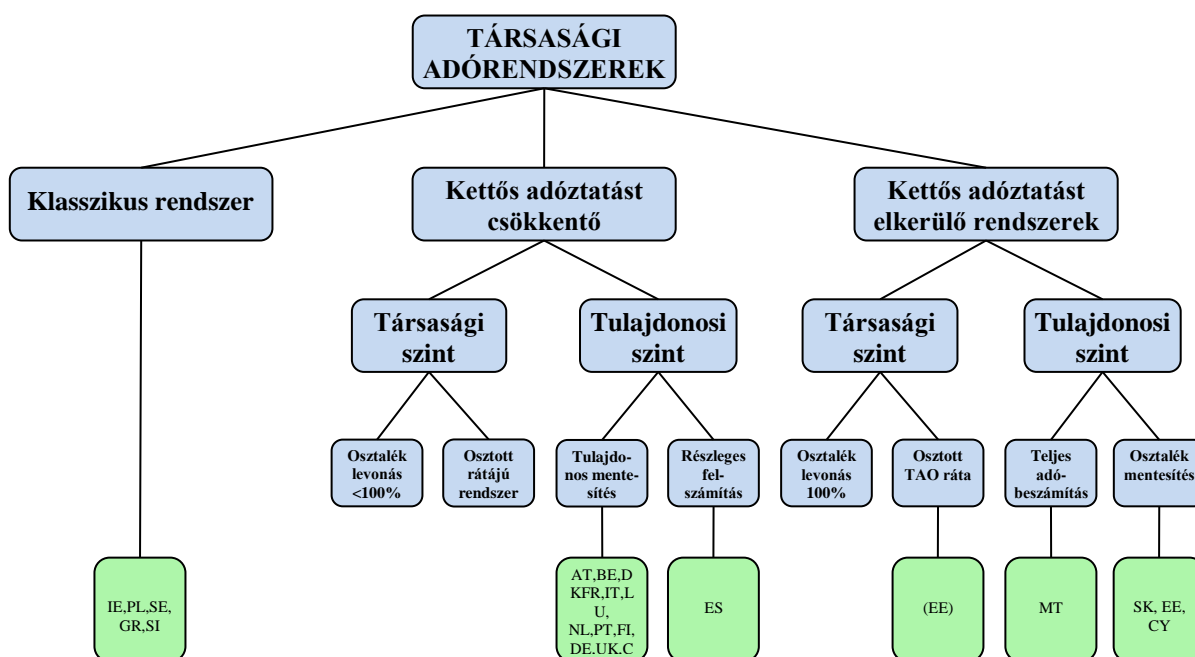 TÁRSASÁGI
ADÓRENDSZEREK
Klasszikus rendszer
Kettős adóztatást
csökkentő
Kettős adóztatást
elkerülő rendszerek
Társasági
szint
Tulajdonosi
szint
Társasági
szint
Tulajdonosi
szint
Osztalék
levonás
<100%
Osztott
rátájú
rendszer
Tulajdo-
nos mente-
sítés
Részleges
fel-
számítás
Osztalék
levonás
100%
Osztott
TAO ráta
Teljes
adó-
beszámítás
Osztalék
mentesítés
IE,PL,SE,
GR,SI
AT,BE,D
KFR,IT,L
U,
NL,PT,FI,
DE.UK.C
ES
(EE)
MT
SK, EE,
CY